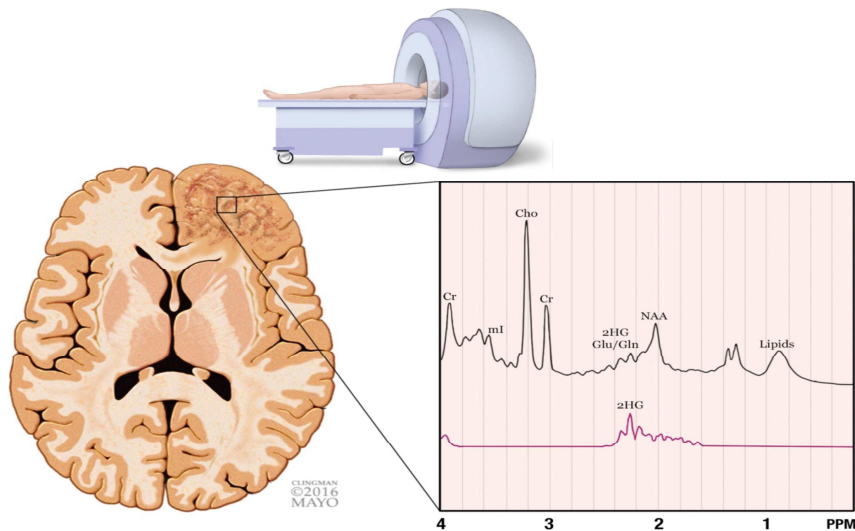 Cho
Cr
Cr
mI
2HG
Glu/Gln
NAA
Lipids
2HG
CLINGMAN
©2016
MAYO
4 3 2 1 PPM